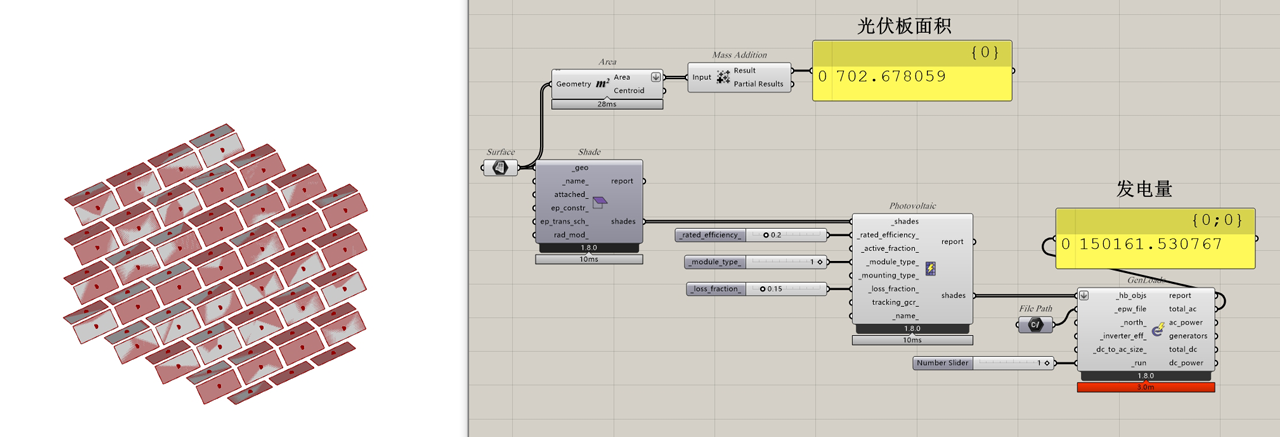 光伏板面积
Mass Addition
Area
{0}
Geometry m² Area
Centroid
28ms
Input Result
Partial Results
0 702.678059
Surface
Shade
_geo
_name_ report
attached_
ep_constr_
ep_trans_sch_ shades
rad_mod_
1.8.0
10ms
发电量
{0;0}
0 150161.530767
Photovoltaic
_shades
_rated_efficiency_
_active_fraction_ report
_module_type_
_mounting_type_
_loss_fraction_ shades
tracking_gcr_
_name_
1.8.0
10ms
_rated_efficiency_ 0.2
_module_type_ 1
_loss_fraction_ 0.15
GenLoads
File Path
C/
_hb_objs report
_epw_file total_ac
_north_ ac_power
_inverter_eff_ generators
_dc_to_ac_size_ total_dc
_run dc_power
1.8.0
3.0m
Number Slider 1